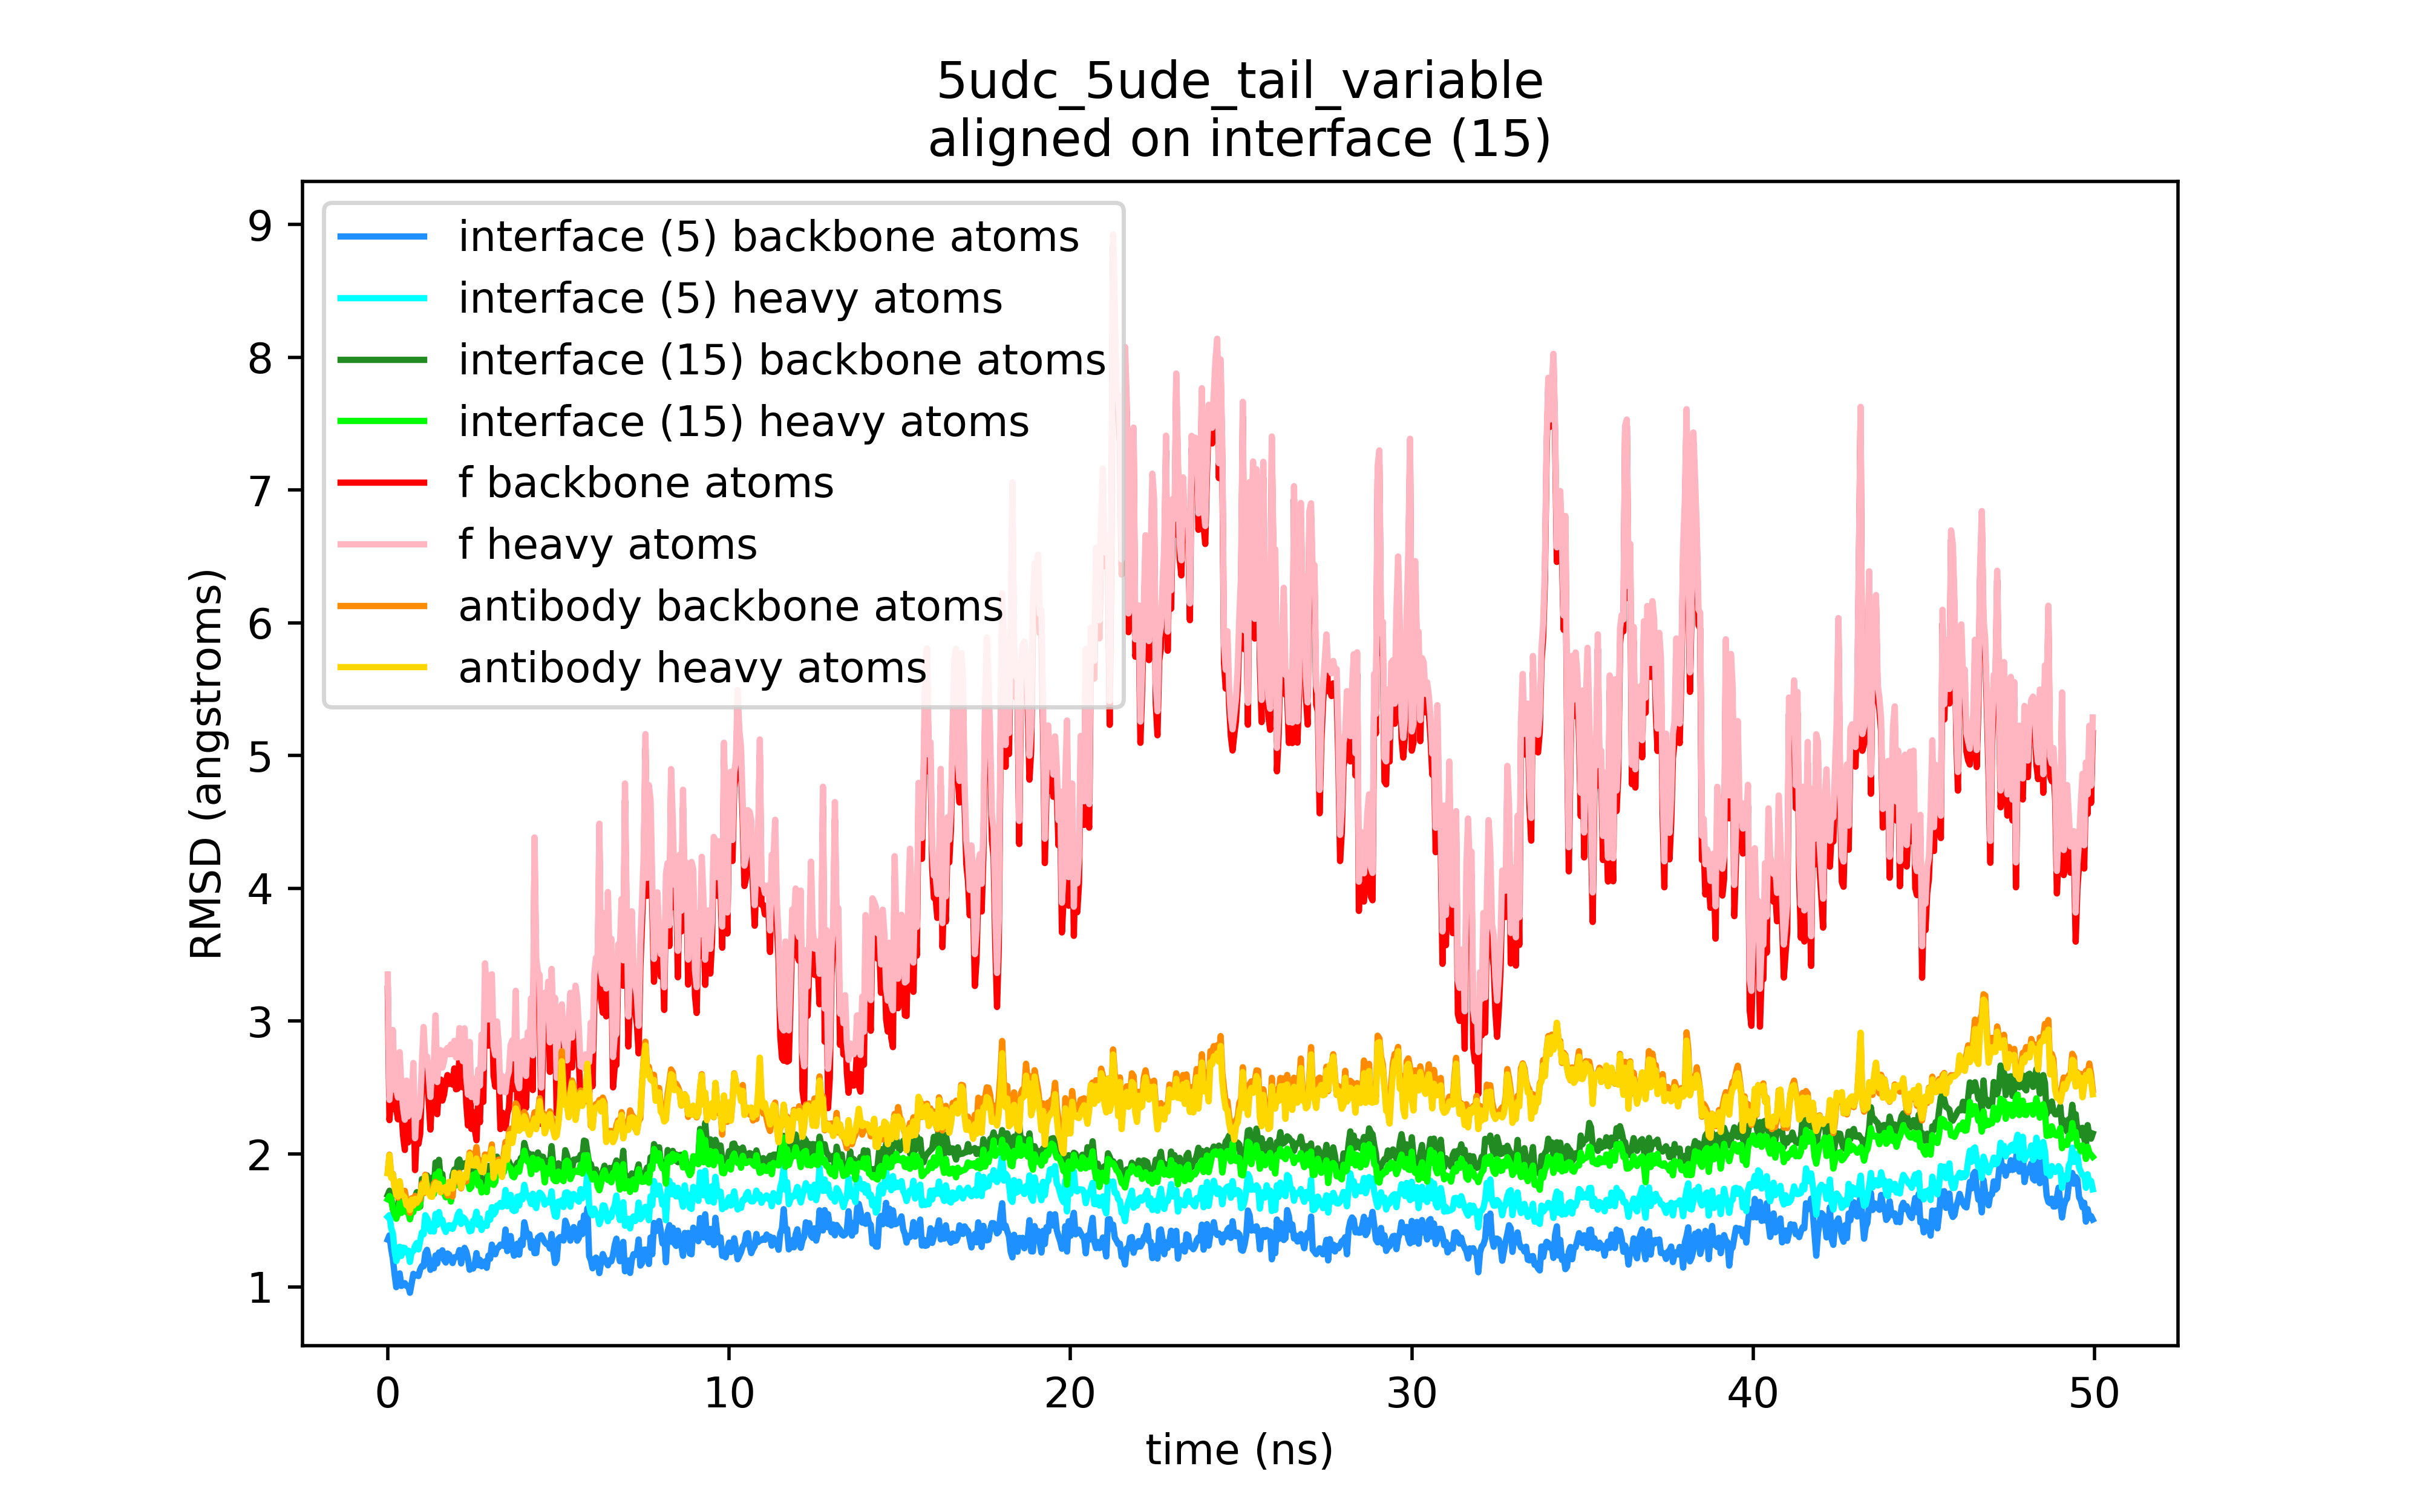 5udc_5ude_tail_variable
aligned on interface (15)
interface (5) backbone atoms
interface (5) heavy atoms
interface (15) backbone atoms
interface (15) heavy atoms
f backbone atoms
f heavy atoms
antibody backbone atoms
antibody heavy atoms
RMSD (angstroms)
9
8
7
6
5
4
3
2
1
0 10 20 30 40 50
time (ns)